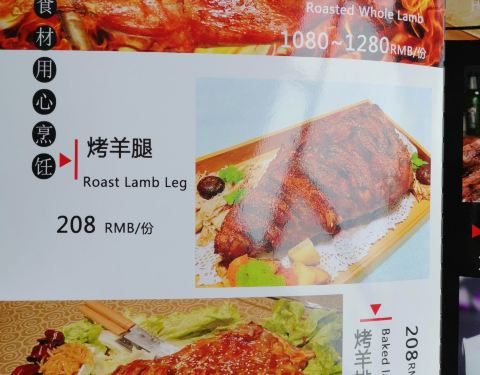 Roasted Whole Lamb
1080~1280RMB/份
食材用心烹饪
烤羊腿
Roast Lamb Leg
208 RMB/份
Baked
烤羊
208RM